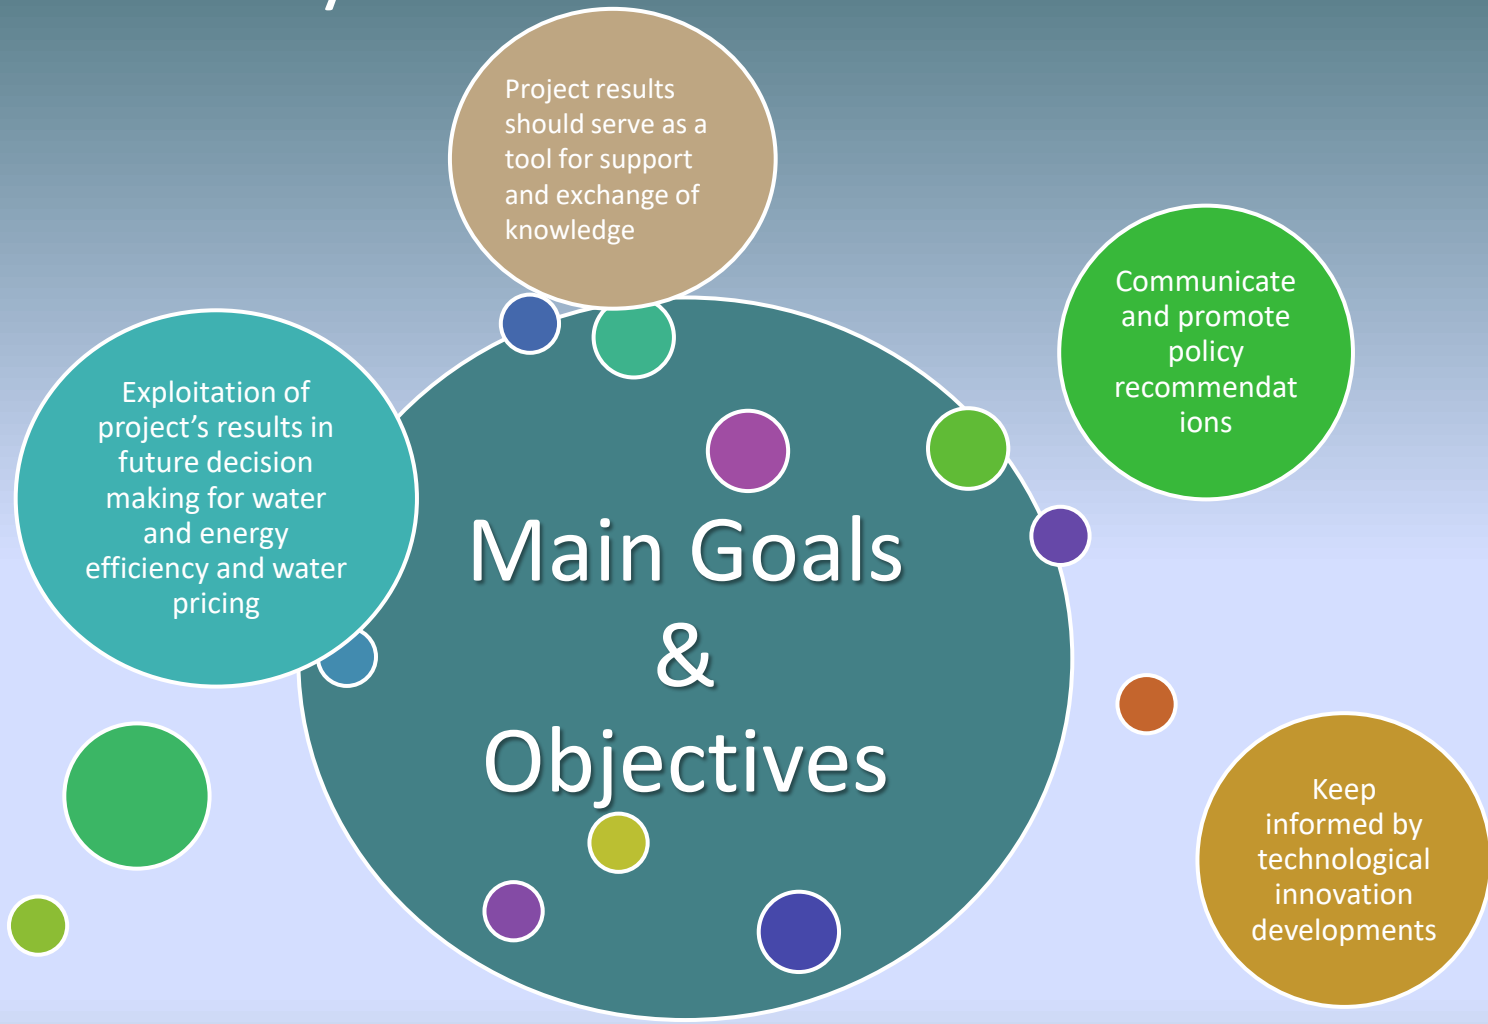 Project results
should serve as a
tool for support
and exchange of
knowledge
Communicate
and promote
policy
recommendat
ions
Exploitation of
project’s results in
future decision
making for water
and energy
efficiency and water
pricing
Main Goals
&
Objectives
Keep
informed by
technological
innovation
developments